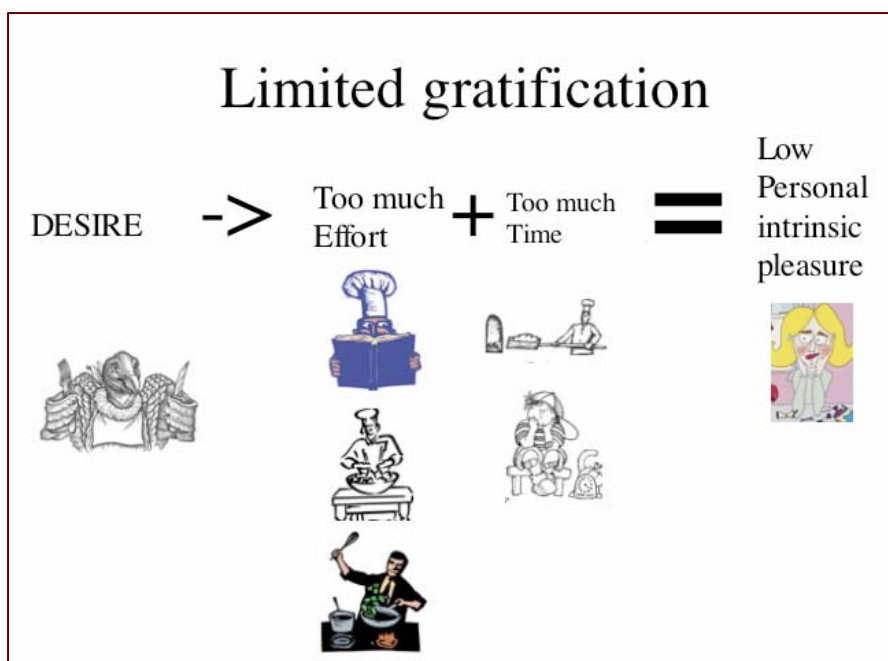 Limited gratification
DESIRE
->
Too much
Effort
+
Too much
Time
=
Low
Personal
intrinsic
pleasure